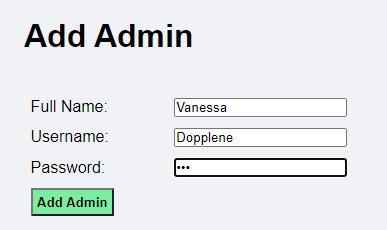 Add Admin
Full Name: Vanessa
Username: Dopplene
Password: •••
Add Admin